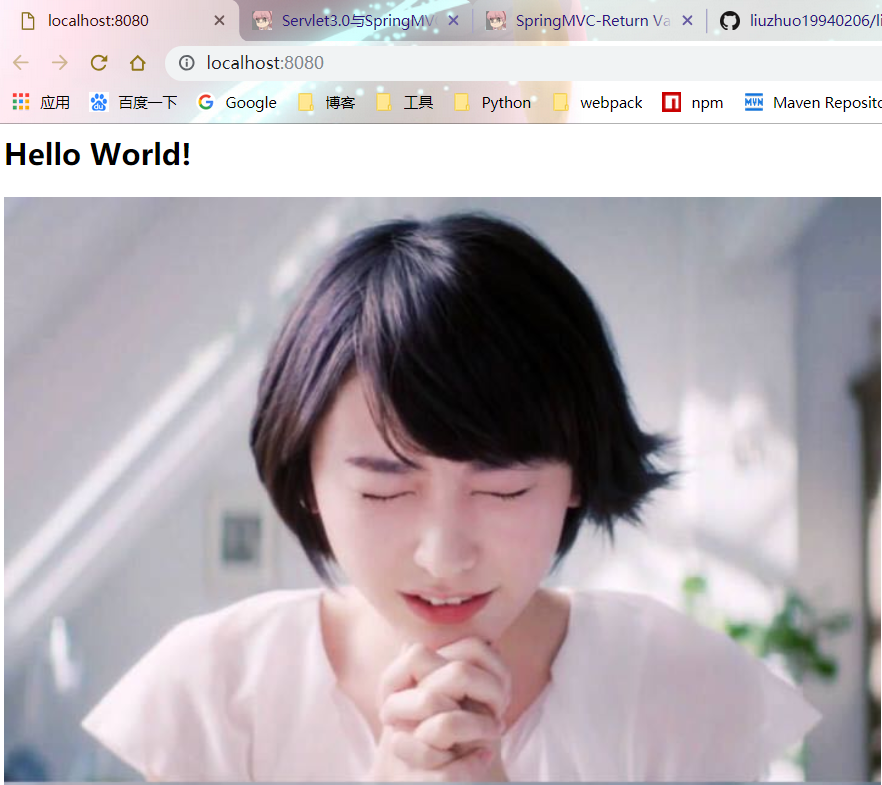 localhost:8080 Servlet3.0与SpringMV SpringMVC-Return Va liuzhuo19940206/li
localhost:8080
应用 百度一下 Google 博客 工具 Python webpack npm MVN Maven Reposito
Hello World!